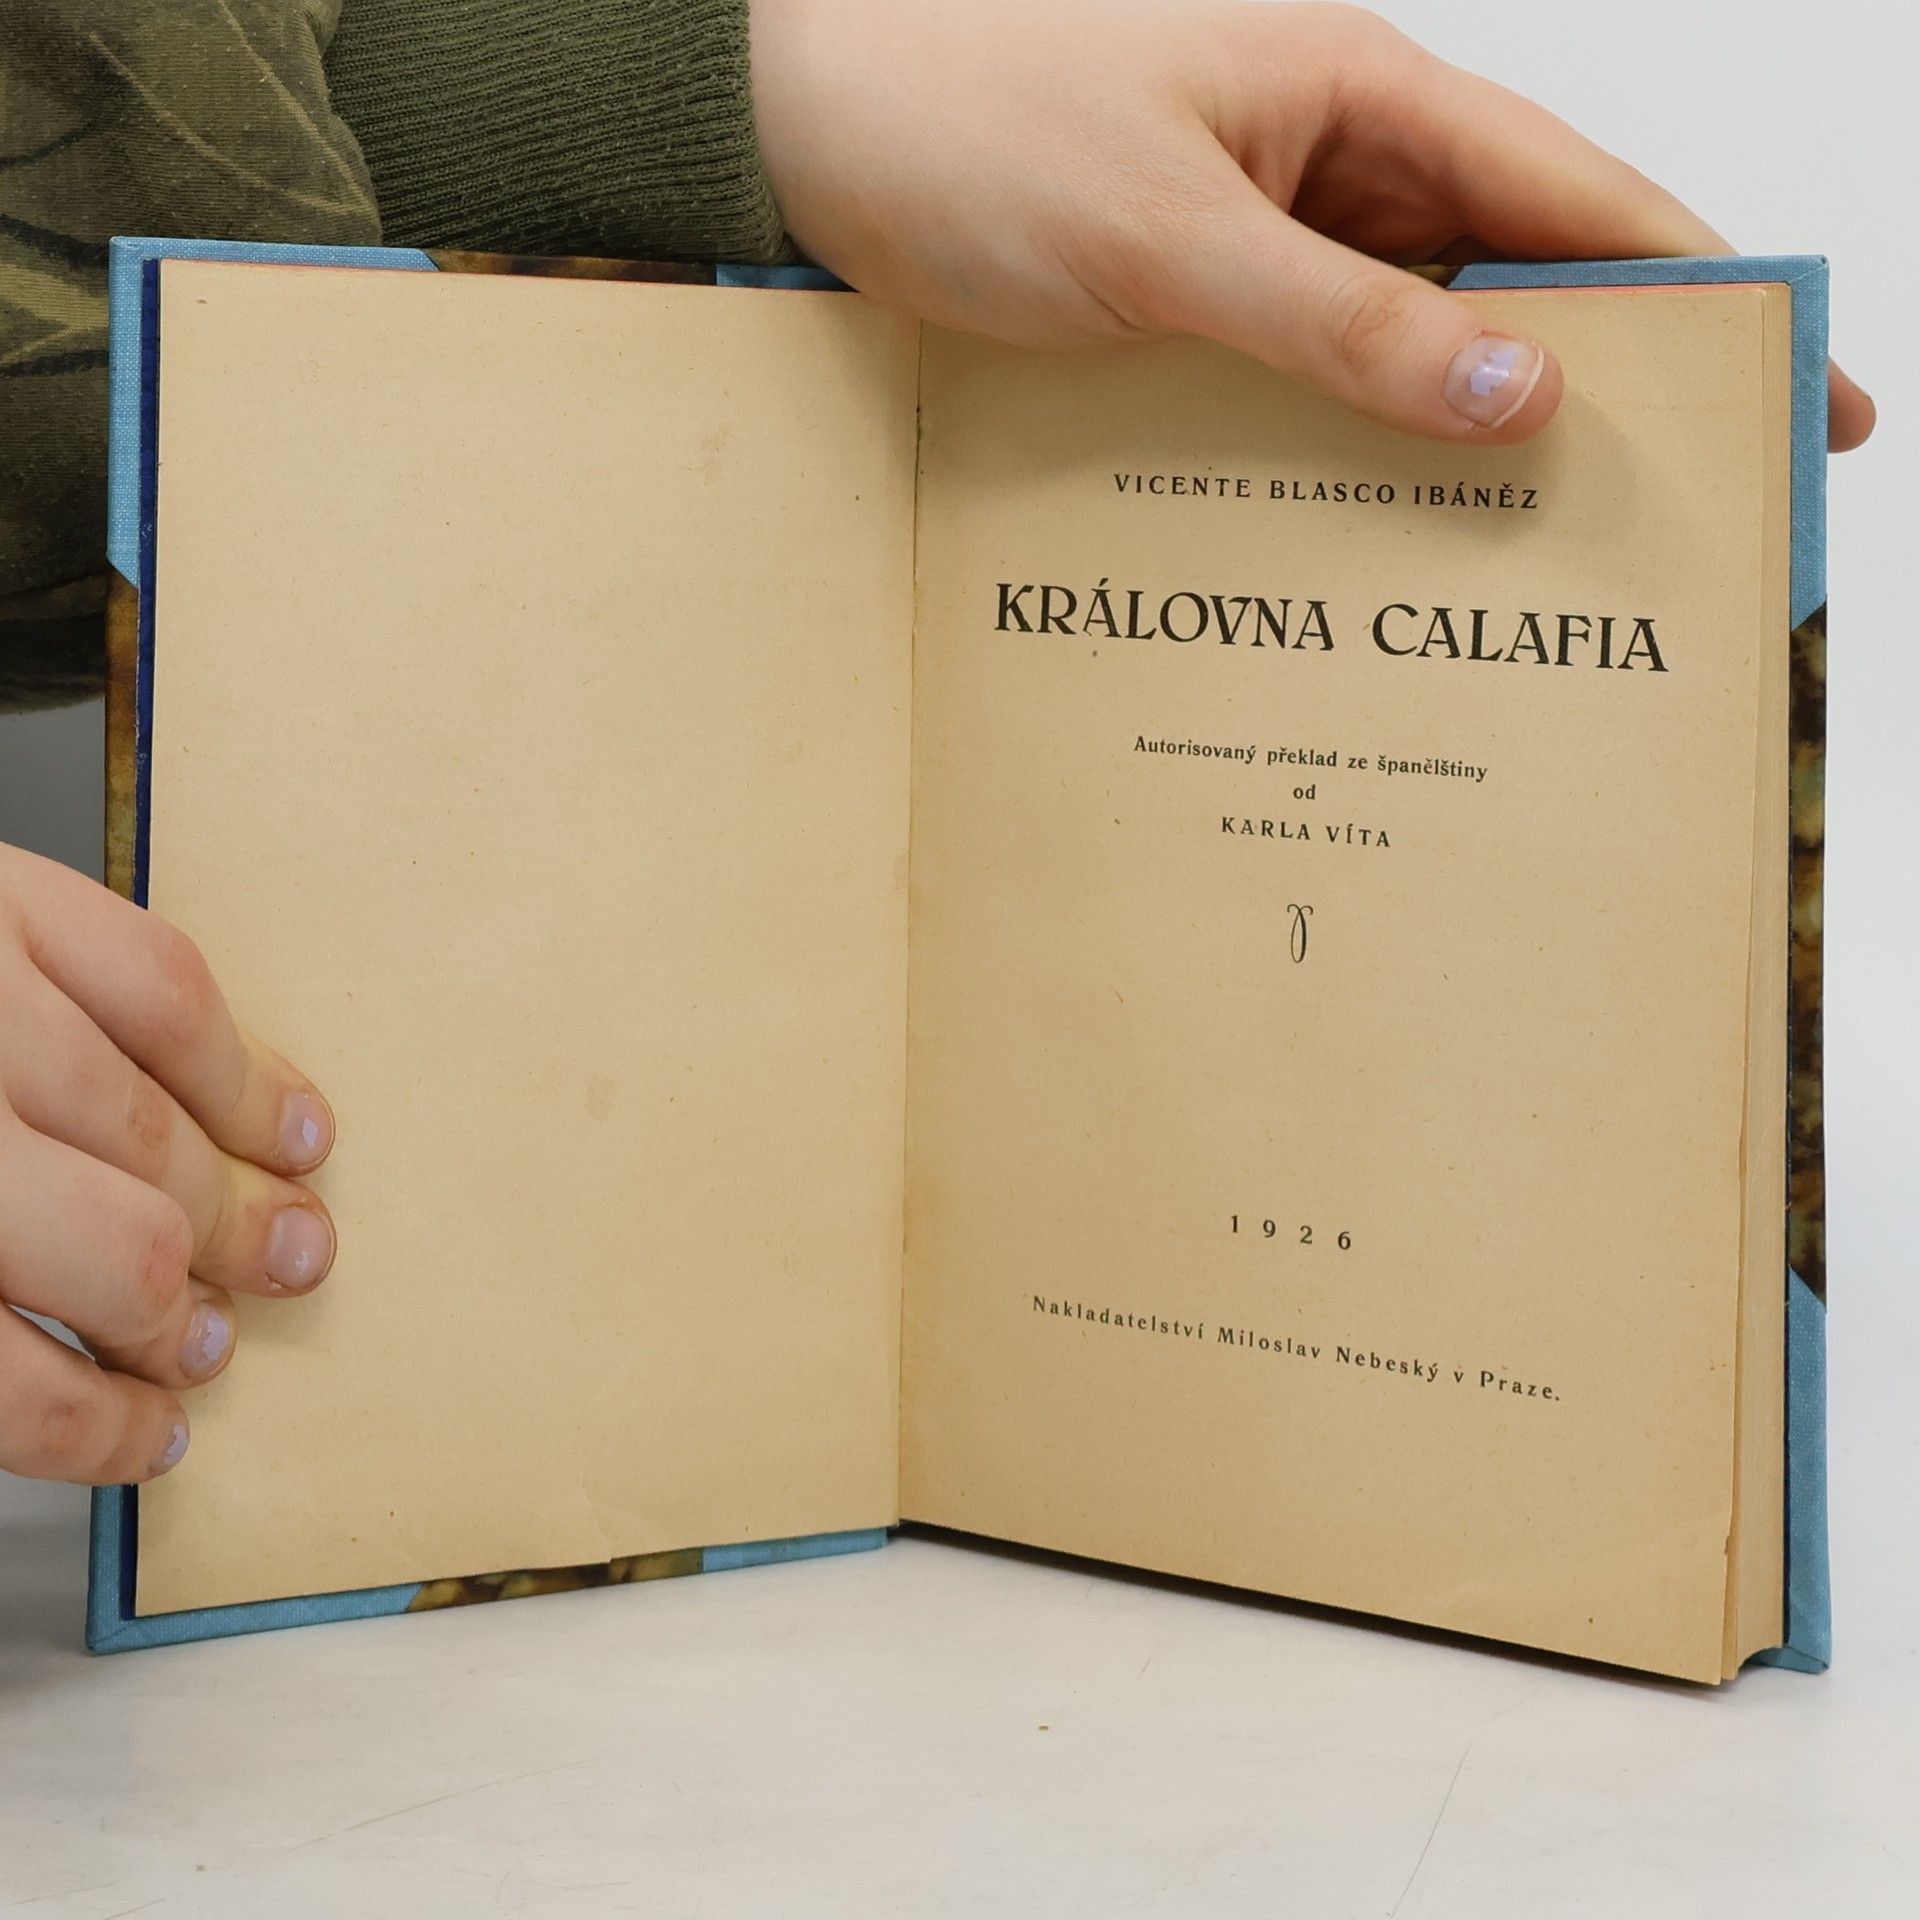 VICENTE BLASCO IBÁNĚZ
KRÁLOVNA CALAFIA
Autorisovaný překlad ze španělštiny
od
KARLA VÍTA
1926
Nakladatelství Miloslav Nebeský v Praze.